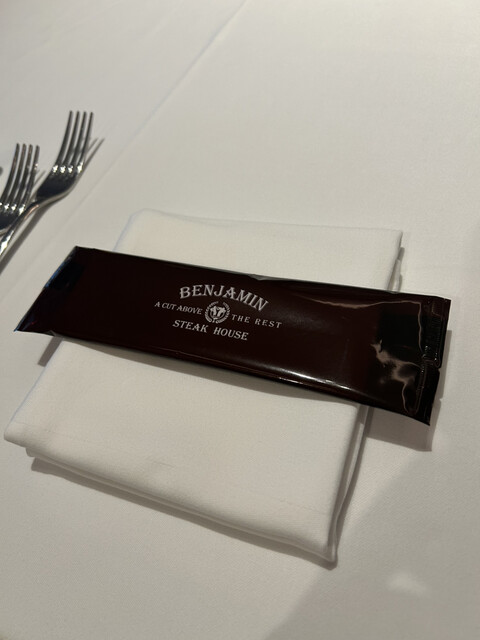 BENJAMIN
A CUT ABOVE THE REST
STEAK HOUSE